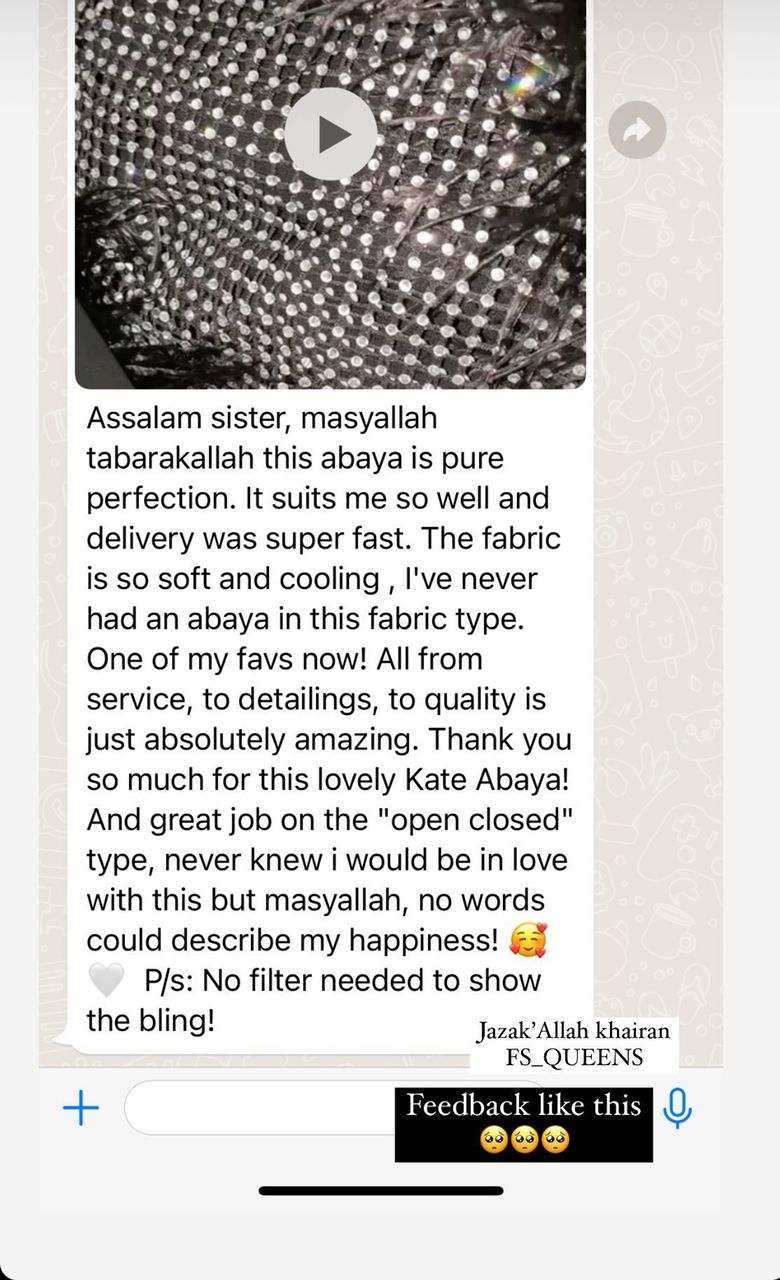 Assalam sister, masyallah
tabarakallah this abaya is pure
perfection. It suits me so well and
delivery was super fast. The fabric
is so soft and cooling , I've never
had an abaya in this fabric type.
One of my favs now! All from
service, to detailings, to quality is
just absolutely amazing. Thank you
so much for this lovely Kate Abaya!
And great job on the "open closed"
type, never knew i would be in love
with this but masyallah, no words
could describe my happiness! 🥰
🤍 P/s: No filter needed to show
the bling!
Jazak’Allah khairan
FS_QUEENS
Feedback like this
🥺🥺🥺